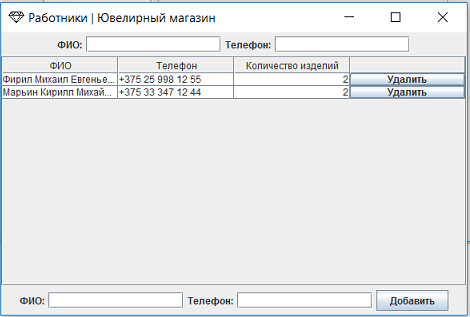 Работники | Ювелирный магазин
ФИО: Телефон:
ФИО Телефон Количество изделий
Фирил Михаил Евгенье... +375 25 998 12 55 2 Удалить
Марьин Кирилл Михай... +375 33 347 12 44 2 Удалить
ФИО: Телефон: Добавить